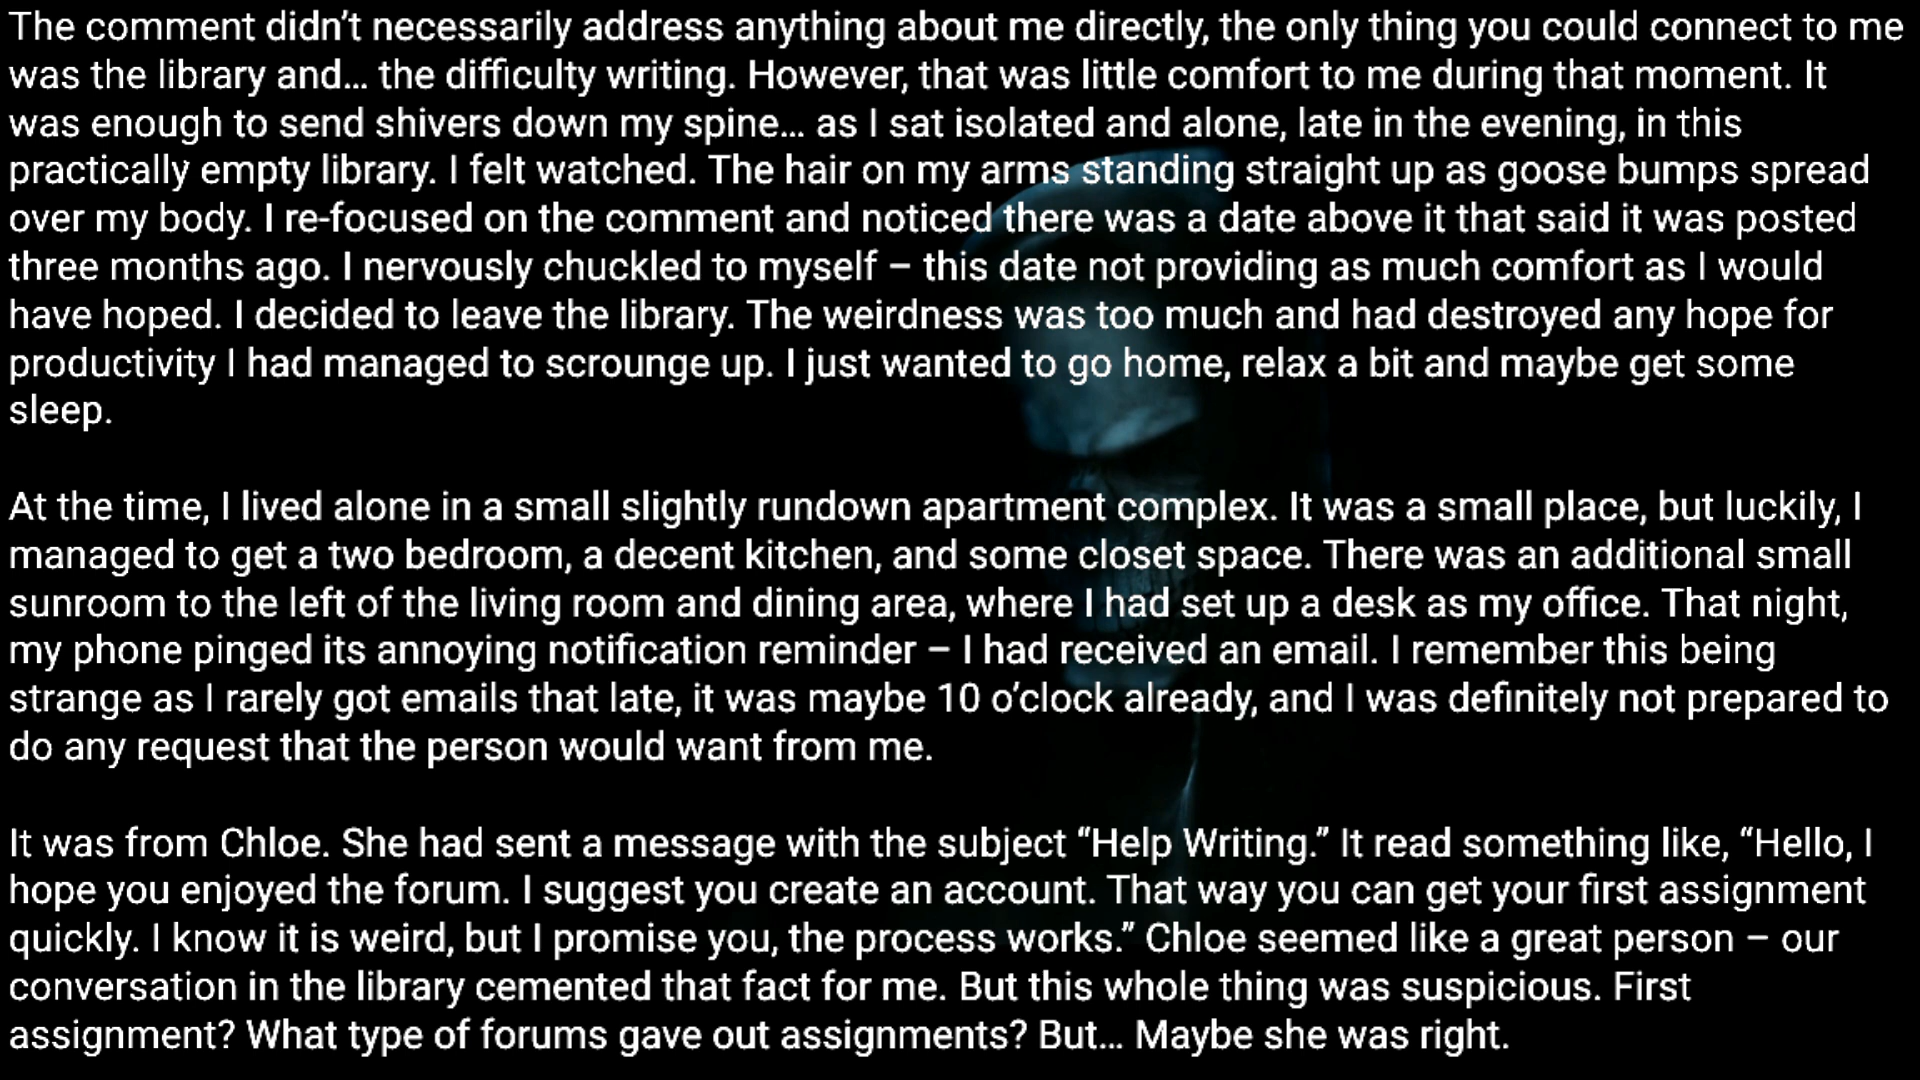 The comment didn’t necessarily address anything about me directly, the only thing you could connect to me
was the library and… the difficulty writing. However, that was little comfort to me during that moment. It
was enough to send shivers down my spine… as I sat isolated and alone, late in the evening, in this
practically empty library. I felt watched. The hair on my arms standing straight up as goose bumps spread
over my body. I re-focused on the comment and noticed there was a date above it that said it was posted
three months ago. I nervously chuckled to myself – this date not providing as much comfort as I would
have hoped. I decided to leave the library. The weirdness was too much and had destroyed any hope for
productivity I had managed to scrounge up. I just wanted to go home, relax a bit and maybe get some
sleep.
At the time, I lived alone in a small slightly rundown apartment complex. It was a small place, but luckily, I
managed to get a two bedroom, a decent kitchen, and some closet space. There was an additional small
sunroom to the left of the living room and dining area, where I had set up a desk as my office. That night,
my phone pinged its annoying notification reminder – I had received an email. I remember this being
strange as I rarely got emails that late, it was maybe 10 o’clock already, and I was definitely not prepared to
do any request that the person would want from me.
It was from Chloe. She had sent a message with the subject “Help Writing.” It read something like, “Hello, I
hope you enjoyed the forum. I suggest you create an account. That way you can get your first assignment
quickly. I know it is weird, but I promise you, the process works.” Chloe seemed like a great person – our
conversation in the library cemented that fact for me. But this whole thing was suspicious. First
assignment? What type of forums gave out assignments? But… Maybe she was right.